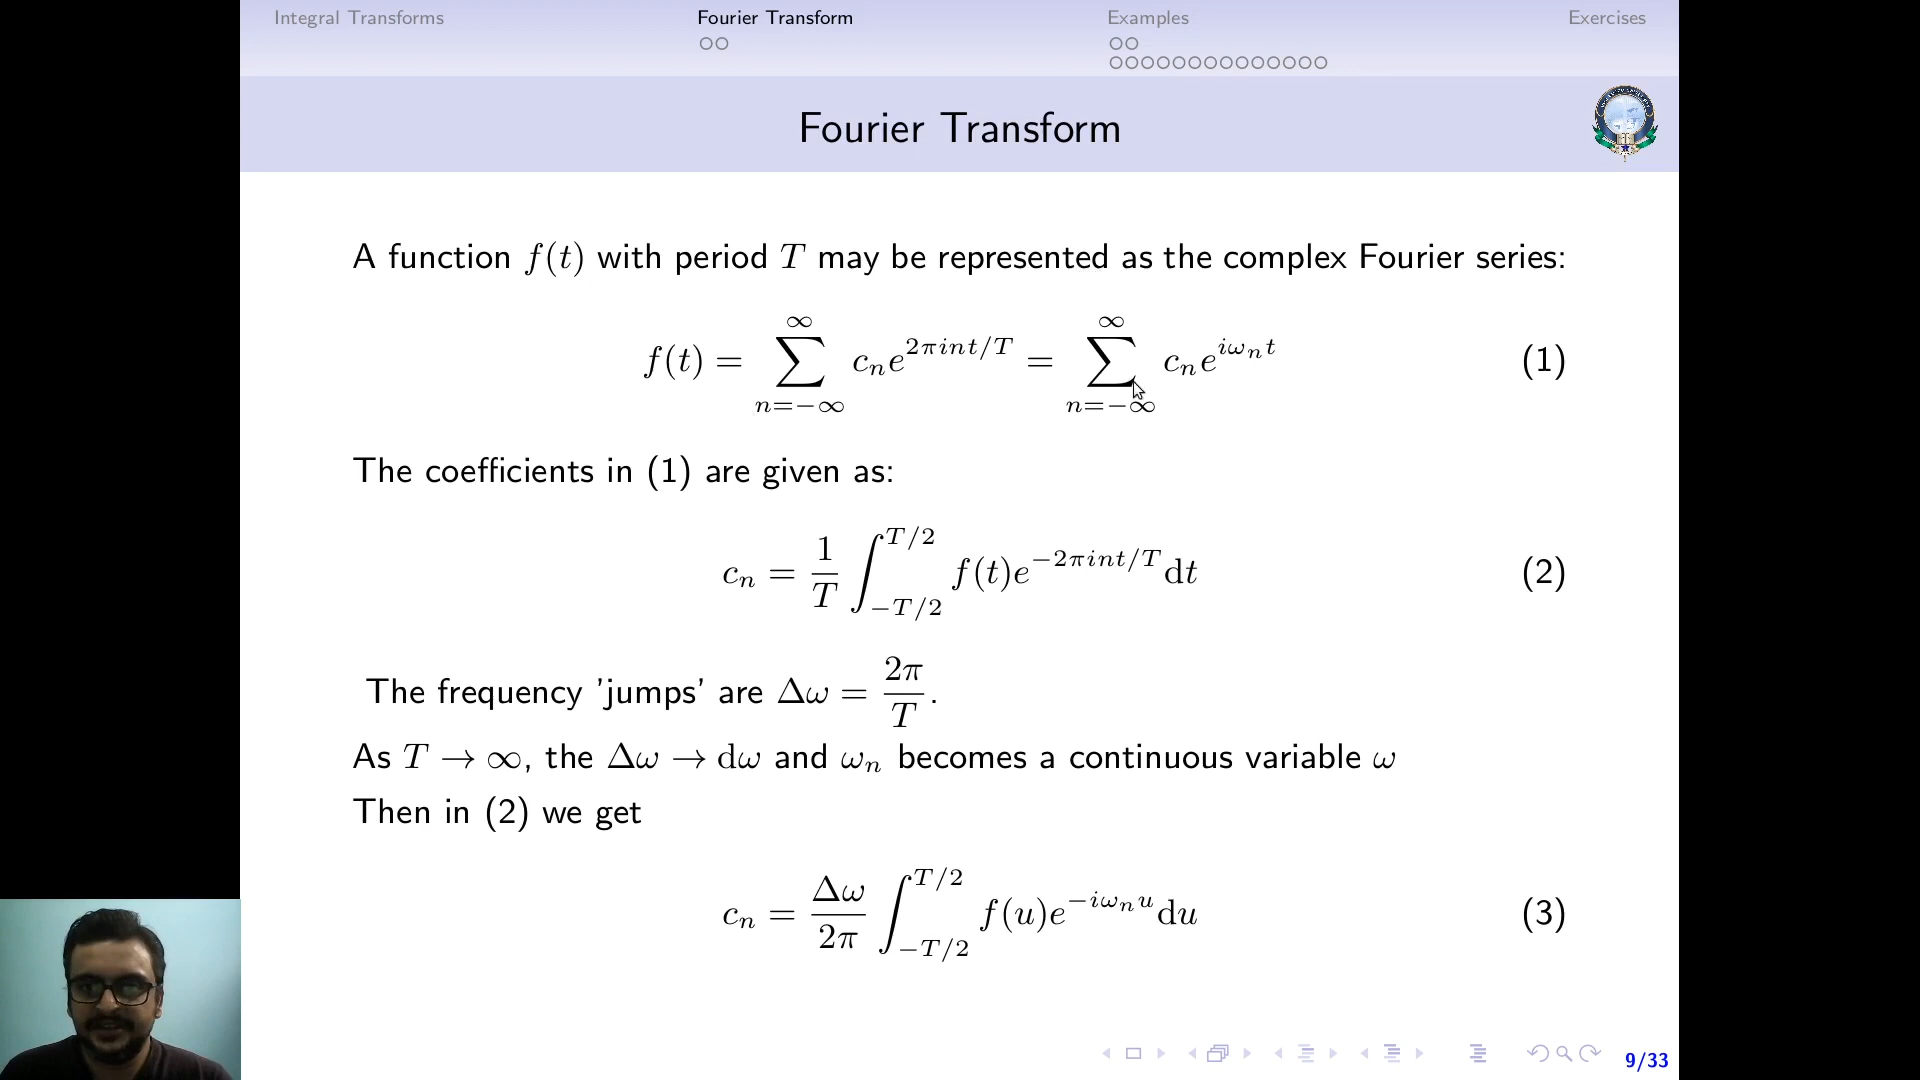 Integral Transforms Fourier Transform Examples Exercises
Fourier Transform
A function f(t) with period T may be represented as the complex Fourier series:
f(t) = ∑_{n=−∞}^{∞} c_n e^{2πint/T} = ∑_{n=−∞}^{∞} c_n e^{iω_n t} (1)
The coefficients in (1) are given as:
c_n = 1/T ∫_{−T/2}^{T/2} f(t)e^{−2πint/T} dt (2)
The frequency 'jumps' are Δω = 2π/T.
As T → ∞, the Δω → dω and ω_n becomes a continuous variable ω
Then in (2) we get
c_n = Δω/2π ∫_{−T/2}^{T/2} f(u)e^{−iω_n u} du (3)
9/33